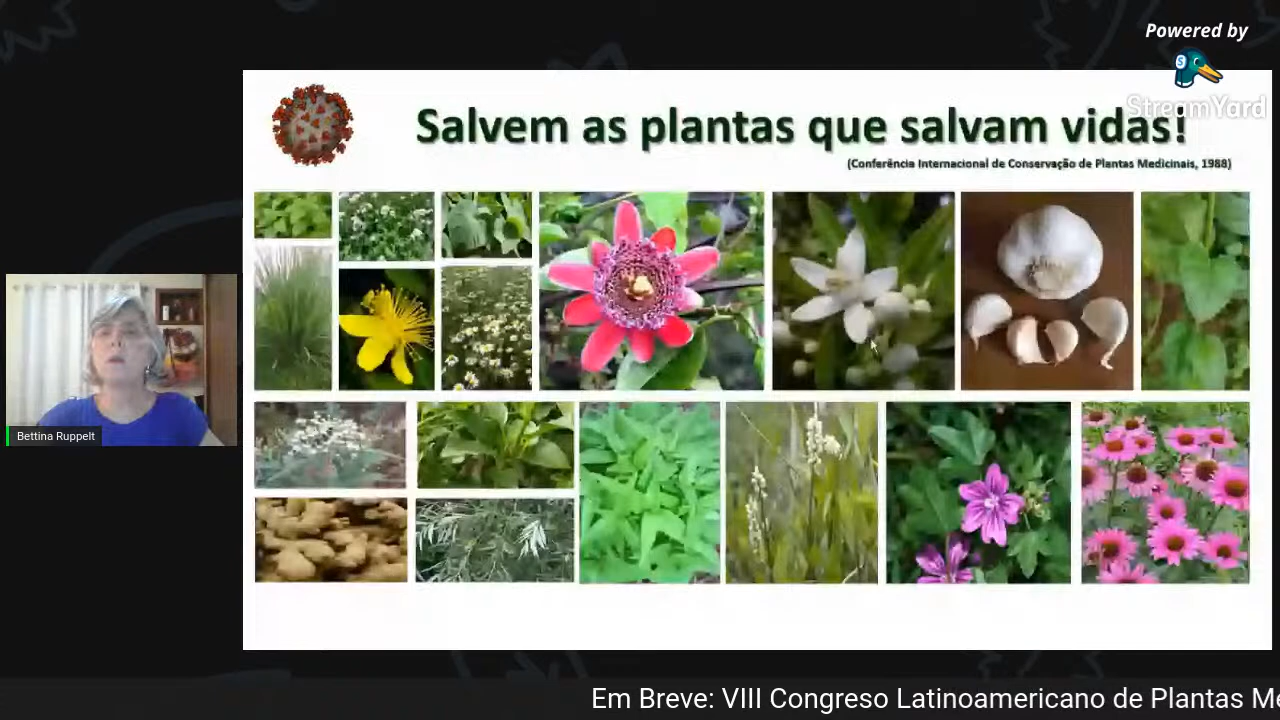 Powered by
StreamYard
Salvem as plantas que salvam vidas!
(Conferência Internacional de Conservação de Plantas Medicinais, 1988)
Bettina Ruppelt
Em Breve: VIII Congreso Latinoamericano de Plantas Me